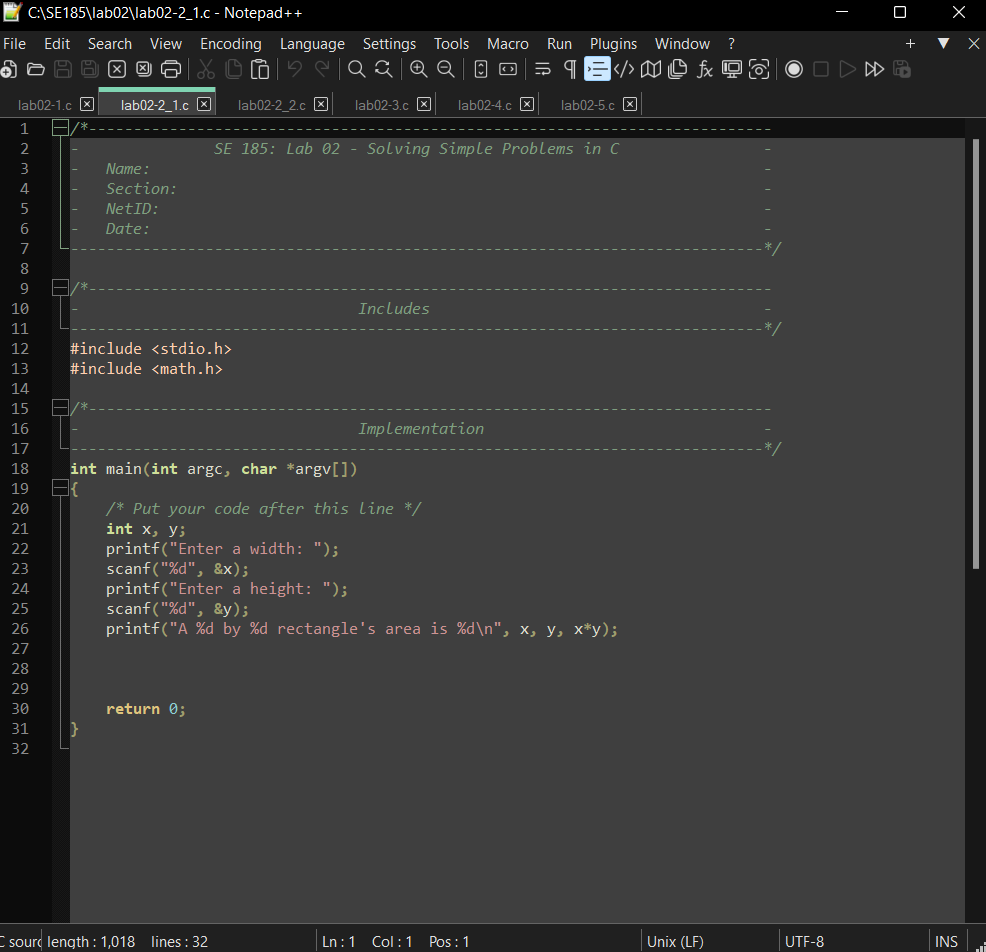 C:\SE185\lab02\lab02-2_1.c - Notepad++
File Edit Search View Encoding Language Settings Tools Macro Run Plugins Window ?
lab02-1.c lab02-2_1.c lab02-2_2.c lab02-3.c lab02-4.c lab02-5.c
1 /*----------------------------------------------------------------------------
2 -               SE 185: Lab 02 - Solving Simple Problems in C                -
3 -   Name:                                                                    -
4 -   Section:                                                                 -
5 -   NetID:                                                                   -
6 -   Date:                                                                    -
7 -----------------------------------------------------------------------------*/
8
9 /*----------------------------------------------------------------------------
10 -                               Includes                                     -
11 -----------------------------------------------------------------------------*/
12 #include <stdio.h>
13 #include <math.h>
14
15 /*----------------------------------------------------------------------------
16 -                               Implementation                               -
17 -----------------------------------------------------------------------------*/
18 int main(int argc, char *argv[])
19 {
20     /* Put your code after this line */
21     int x, y;
22     printf("Enter a width: ");
23     scanf("%d", &x);
24     printf("Enter a height: ");
25     scanf("%d", &y);
26     printf("A %d by %d rectangle's area is %d\n", x, y, x*y);
27
28
29
30     return 0;
31 }
32
C sourc length : 1,018 lines : 32 Ln : 1 Col : 1 Pos : 1 Unix (LF) UTF-8 INS